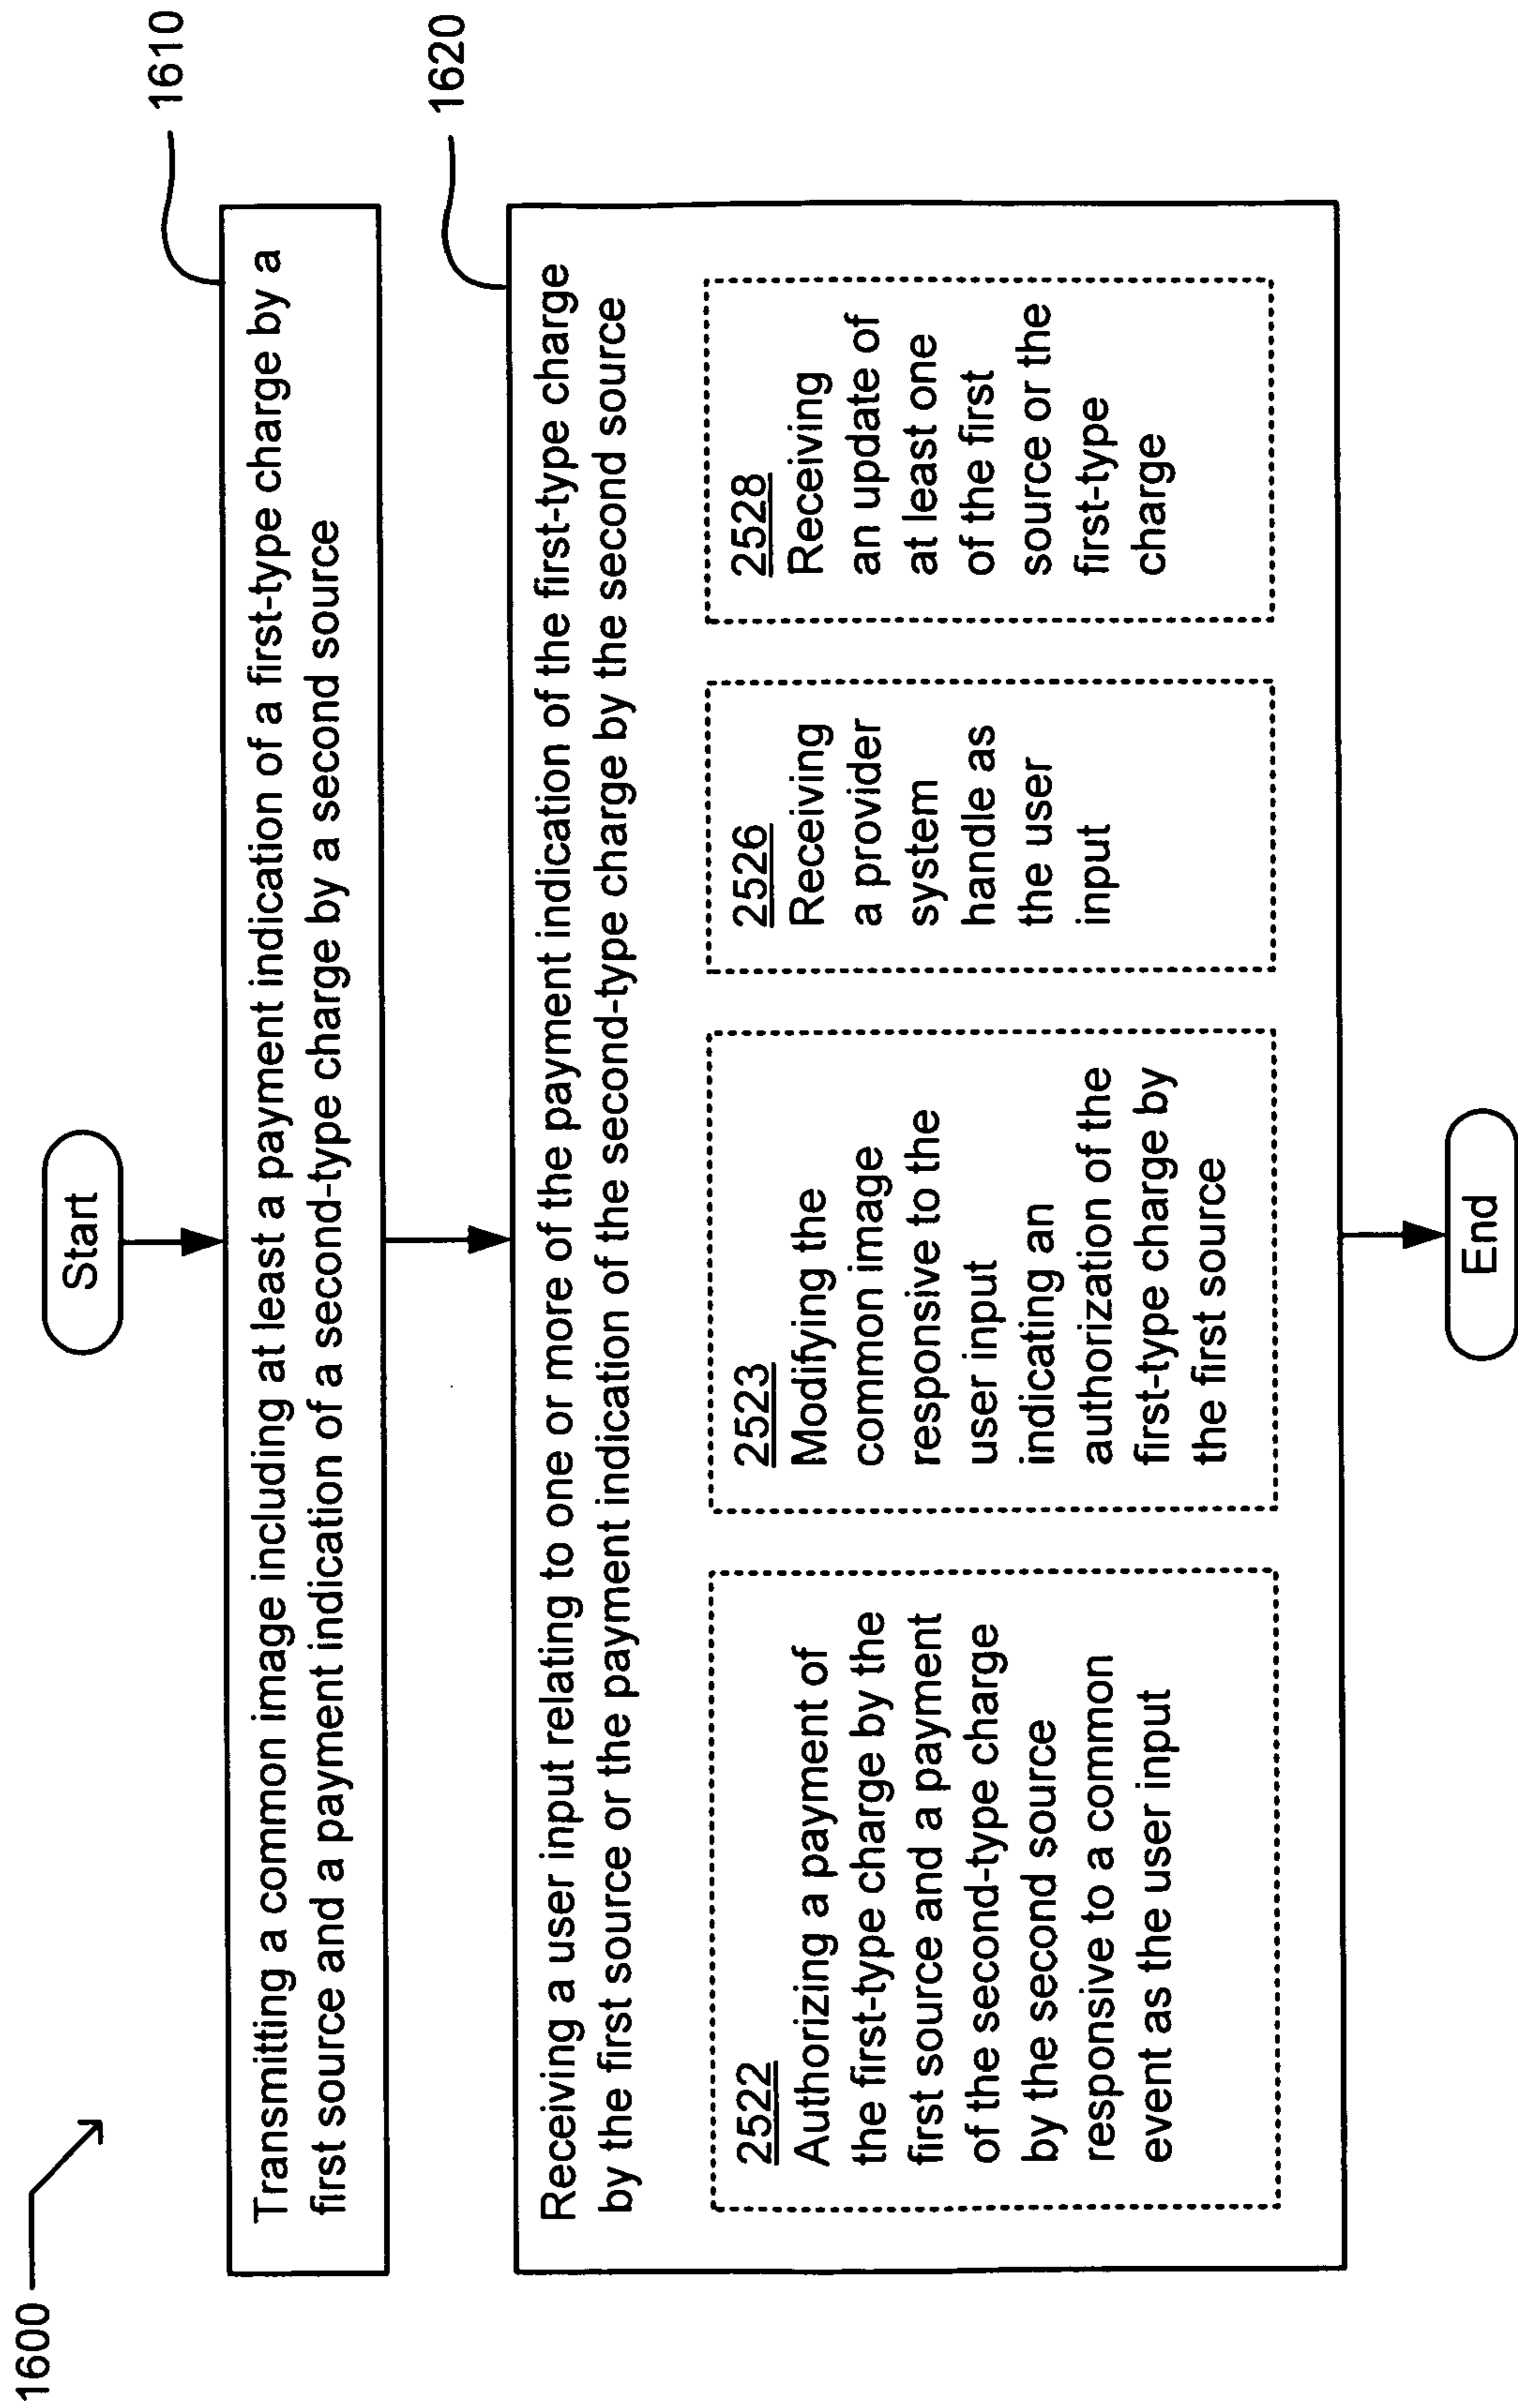 1600
Start
1610
Transmitting a common image including at least a payment indication of a first-type charge by a
first source and a payment indication of a second-type charge by a second source
1620
Receiving a user input relating to one or more of the payment indication of the first-type charge
by the first source or the payment indication of the second-type charge by the second source
2522
Authorizing a payment of
the first-type charge by the
first source and a payment
of the second-type charge
by the second source
responsive to a common
event as the user input
2523
Modifying the
common image
responsive to the
user input
indicating an
authorization of the
first-type charge by
the first source
2526
Receiving
a provider
system
handle as
the user
input
2528
Receiving
an update of
at least one
of the first
source or the
first-type
charge
End